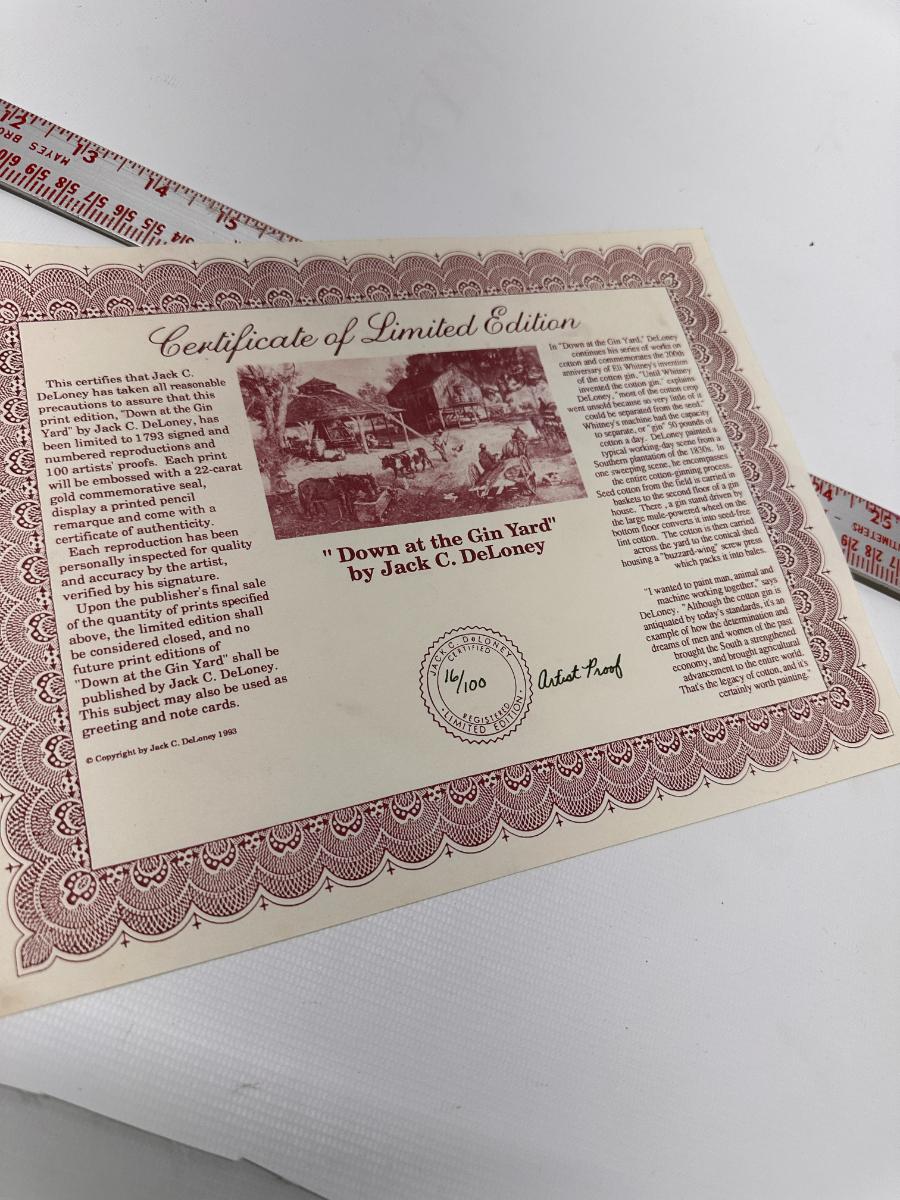 12 13 14 15
HAYES BRO
610 519 518 517 516 515 514
Certificate of Limited Edition
This certifies that Jack C.
DeLoney has taken all reasonable
precautions to assure that this
print edition, "Down at the Gin
Yard" by Jack C. DeLoney, has
been limited to 1793 signed and
numbered reproductions and
100 artists' proofs. Each print
will be embossed with a 22-carat
gold commemorative seal,
display a printed pencil
remarque and come with a
certificate of authenticity.
Each reproduction has been
personally inspected for quality
and accuracy by the artist,
verified by his signature.
Upon the publisher's final sale
of the quantity of prints specified
above, the limited edition shall
be considered closed, and no
future print editions of
"Down at the Gin Yard" shall be
published by Jack C. DeLoney.
This subject may also be used as
greeting and note cards.
© Copyright by Jack C. DeLoney 1993
" Down at the Gin Yard"
by Jack C. DeLoney
JACK C. DeLONEY
CERTIFIED
16/100
REGISTERED
LIMITED EDITION
Artist Proof
In "Down at the Gin Yard," DeLoney
continues his series of works on
cotton and commemorates the 200th
anniversary of Eli Whitney's invention
of the cotton gin. "Until Whitney
invented the cotton gin," explains
DeLoney, "most of the cotton crop
went unsold because so very little of it
could be separated from the seed."
Whitney's machine had the capacity
to separate, or "gin" 50 pounds of
cotton a day. DeLoney painted a
typical working-day scene from a
Southern plantation of the 1830s. In
one sweeping scene, he encompasses
the entire cotton-ginning process.
Seed cotton from the field is carried in
baskets to the second floor of a gin
house. There, a gin stand driven by
the large mule-powered wheel on the
bottom floor converts it into seed-free
lint cotton. The cotton is then carried
across the yard to the conical shed
housing a "buzzard-wing" screw press
which packs it into bales.
"I wanted to paint man, animal and
machine working together," says
DeLoney. "Although the cotton gin is
antiquated by today's standards, it's an
example of how the determination and
dreams of men and women of the past
brought the South a strengthened
economy, and brought agricultural
advancement to the entire world.
That's the legacy of cotton, and it's
certainly worth painting."
25
CENTIMETERS
217 218 219